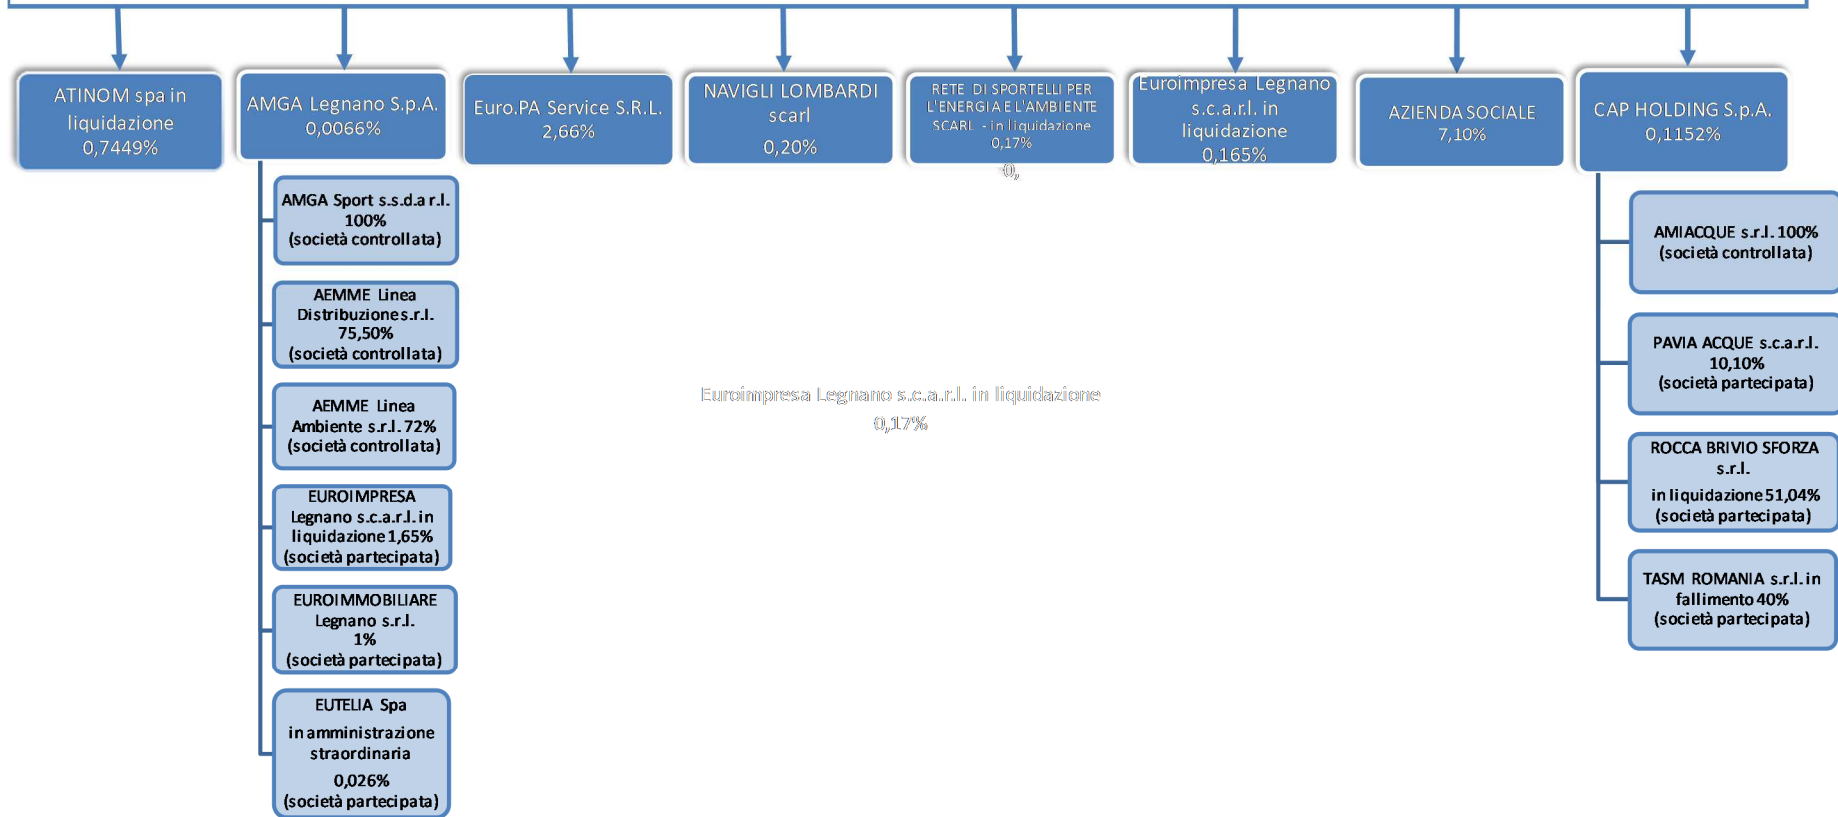 ATINOM spa in
liquidazione
0,7449%
AMGA Legnano S.p.A.
0,0066%
Euro.PA Service S.R.L.
2,66%
NAVIGLI LOMBARDI
scarl
0,20%
RETE DI SPORTELLI PER
L'ENERGIA E L'AMBIENTE
SCARL - in liquidazione
0,17%
0,
Euroimpresa Legnano
s.c.a.r.l. in
liquidazione
0,165%
AZIENDA SOCIALE
7,10%
CAP HOLDING S.p.A.
0,1152%
AMGA Sport s.s.d.a r.l.
100%
(società controllata)
AEMME Linea
Distribuzione s.r.l.
75,50%
(società controllata)
AEMME Linea
Ambiente s.r.l. 72%
(società controllata)
EUROIMPRESA
Legnano s.c.a.r.l. in
liquidazione 1,65%
(società partecipata)
EUROIMMOBILIARE
Legnano s.r.l.
1%
(società partecipata)
EUTELIA Spa
in amministrazione
straordinaria
0,026%
(società partecipata)
Euroimpresa Legnano s.c.a.r.l. in liquidazione
0,17%
AMIACQUE s.r.l. 100%
(società controllata)
PAVIA ACQUE s.c.a.r.l.
10,10%
(società partecipata)
ROCCA BRIVIO SFORZA
s.r.l.
in liquidazione 51,04%
(società partecipata)
TASM ROMANIA s.r.l. in
fallimento 40%
(società partecipata)